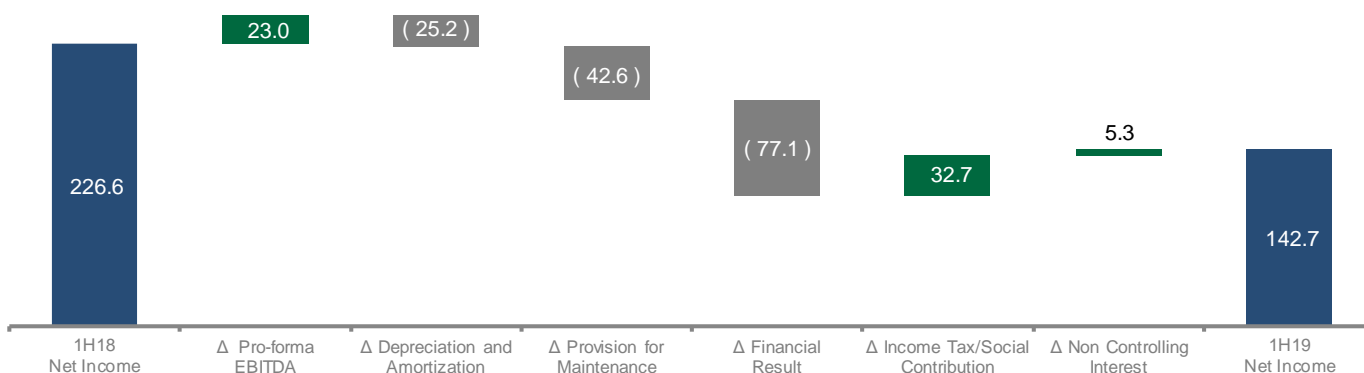 23.0
( 25.2 )
( 42.6 )
5.3
( 77.1 )
32.7
226.6
142.7
1H18
Net Income
Δ Pro-forma
EBITDA
Δ Depreciation and
Amortization
Δ Provision for
Maintenance
Δ Financial
Result
Δ Income Tax/Social
Contribution
Δ Non Controlling
Interest
1H19
Net Income